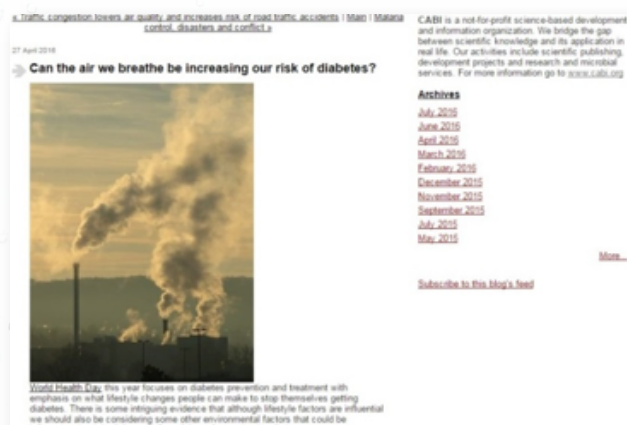 « Traffic congestion lowers air quality and increases risk of road traffic accidents | Main | Malaria
control, disasters and conflict »
27 April 2016
Can the air we breathe be increasing our risk of diabetes?
World Health Day this year focuses on diabetes prevention and treatment with
emphasis on what lifestyle changes people can make to stop themselves getting
diabetes. There is some intriguing evidence that although lifestyle factors are influential
we should also be considering some other environmental factors that could be
CABI is a not-for-profit science-based development
and information organization. We bridge the gap
between scientific knowledge and its application in
real life. Our activities include scientific publishing,
development projects and research and microbial
services. For more information go to www.cabi.org
Archives
July 2016
June 2016
April 2016
March 2016
February 2016
December 2015
November 2015
September 2015
July 2015
May 2015
More...
Subscribe to this blog's feed